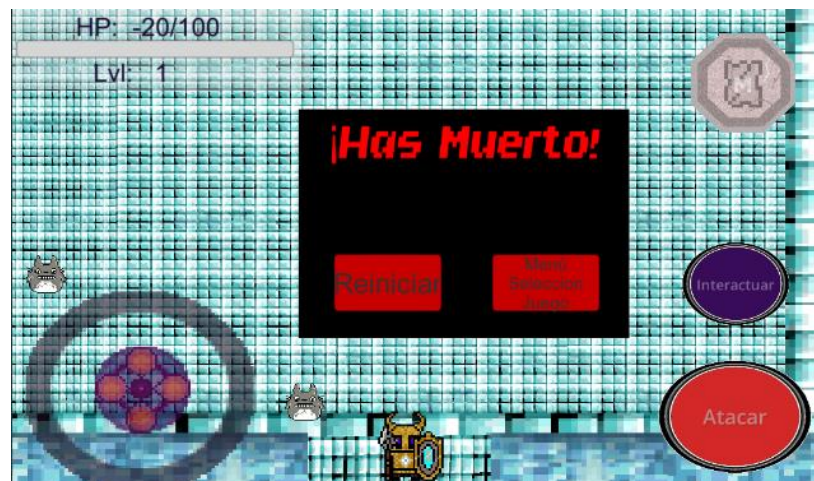 HP: -20/100
Lvl: 1
¡Has Muerto!
Reiniciar
Menú
Selección
Juego
Interactuar
Atacar